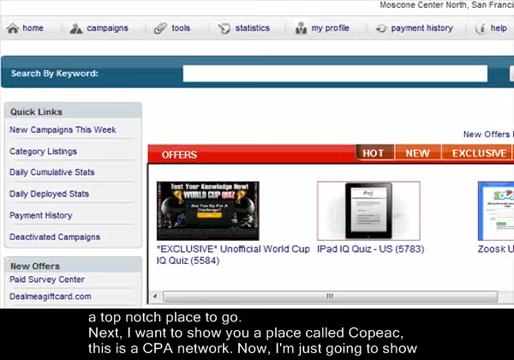 Moscone Center North, San Franci
home
campaigns
tools
statistics
my profile
payment history
help
Search By Keyword:
Quick Links
New Campaigns This Week
Category Listings
Daily Cumulative Stats
Daily Deployed Stats
Payment History
Deactivated Campaigns
New Offers
Paid Survey Center
Dealmeagiftcard.com
New Offers
OFFERS
HOT
NEW
EXCLUSIVE
Test Your Knowledge Now!
WORLD CUP QUIZ
"EXCLUSIVE" Unofficial World Cup
IQ Quiz (5584)
IPad IQ Quiz - US (5783)
Zoosk U
a top notch place to go.
Next, I want to show you a place called Copeac,
this is a CPA network. Now, I'm just going to show